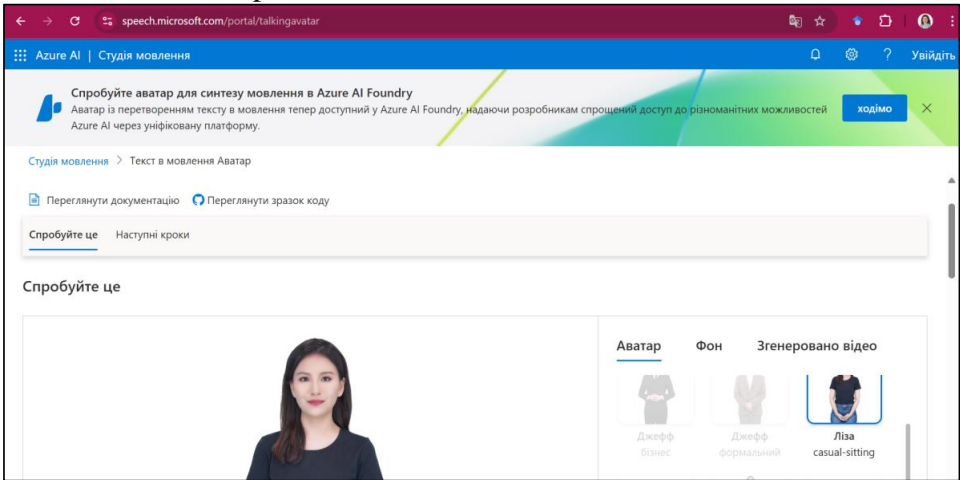 speech.microsoft.com/portal/talkingavatar
Azure AI | Студія мовлення
Увійдіть
Спробуйте аватар для синтезу мовлення в Azure AI Foundry
Аватар із перетворенням тексту в мовлення тепер доступний у Azure AI Foundry, надаючи розробникам спрощений доступ до різноманітних можливостей
Azure AI через уніфіковану платформу.
ходімо
Студія мовлення > Текст в мовлення Аватар
Переглянути документацію Переглянути зразок коду
Спробуйте це Наступні кроки
Спробуйте це
Аватар Фон Згенеровано відео
Джефф Джефф Ліза
бізнес формальний casual-sitting